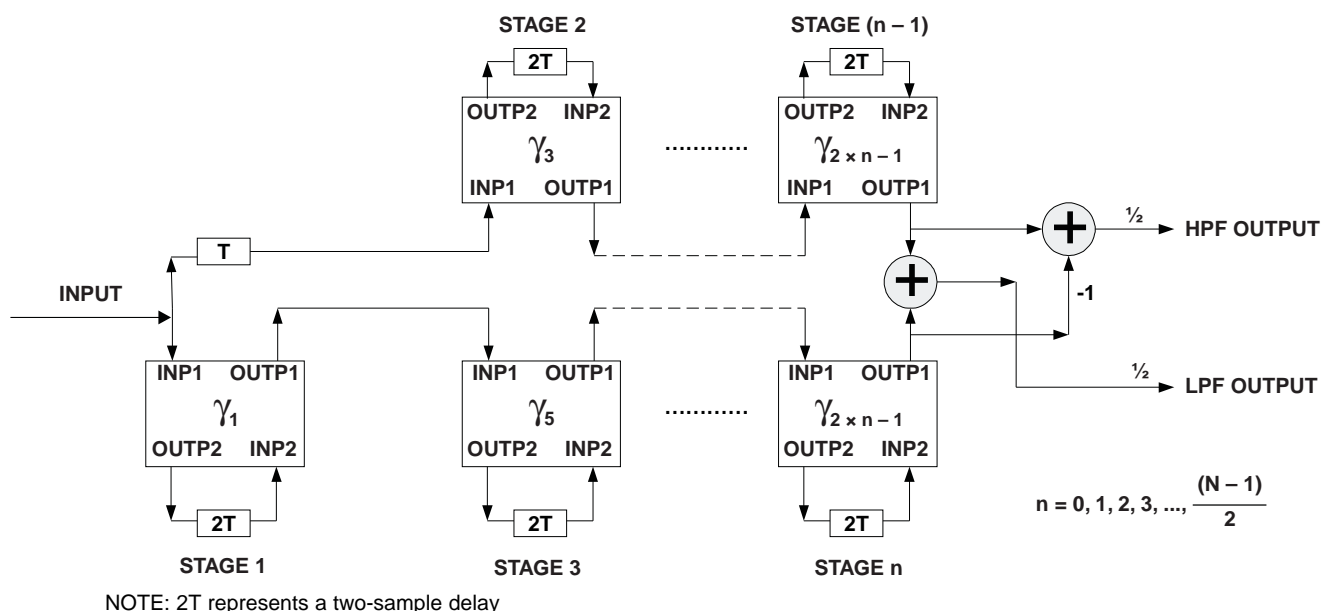 STAGE 2
STAGE (n – 1)
2T
2T
OUTP2 INP2
OUTP2 INP2
γ3
............
γ2 × n – 1
INP1 OUTP1
INP1 OUTP1
T
½
HPF OUTPUT
INPUT
-1
INP1 OUTP1
INP1 OUTP1
INP1 OUTP1
½
LPF OUTPUT
γ1
γ5
............
γ2 × n–1
OUTP2 INP2
OUTP2 INP2
OUTP2 INP2
n = 0, 1, 2, 3, ..., (N – 1)
2
2T
2T
2T
STAGE 1
STAGE 3
STAGE n
NOTE: 2T represents a two-sample delay